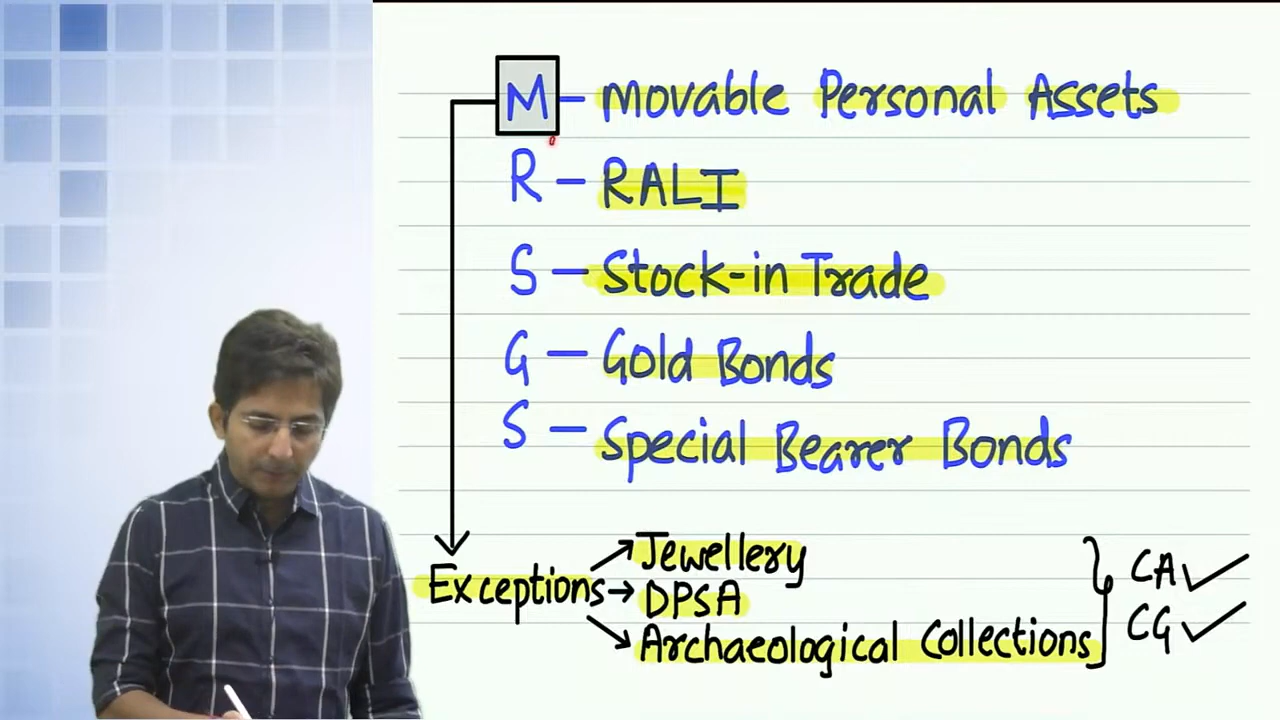 M - Movable Personal Assets
R - RALI
S - Stock-in Trade
G - Gold Bonds
S - Special Bearer Bonds
Exceptions → Jewellery
→ DPSA
→ Archaeological Collections
CA ✓
CG ✓